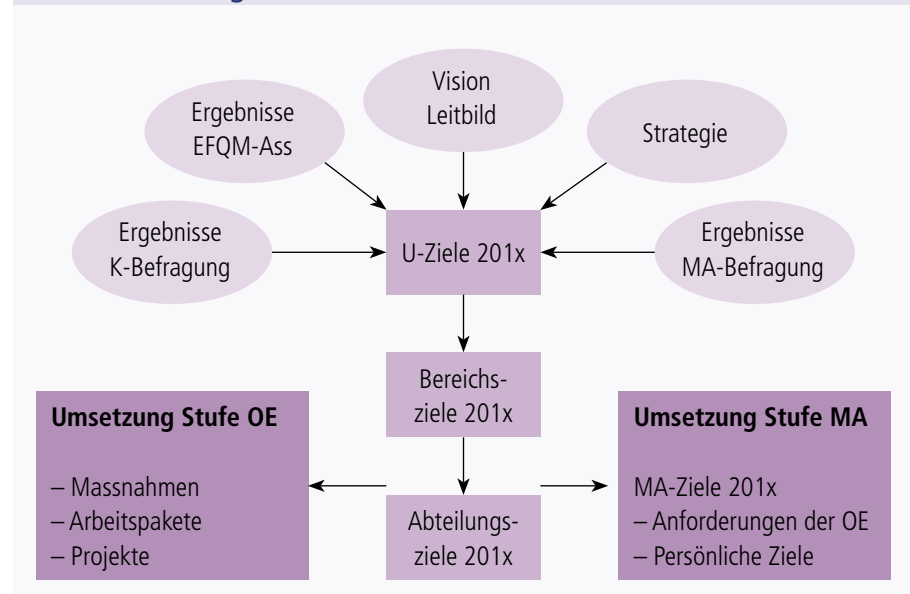 Vision
Leitbild
Ergebnisse
EFQM-Ass
Strategie
Ergebnisse
K-Befragung
U-Ziele 201x
Ergebnisse
MA-Befragung
Bereichs-
ziele 201x
Umsetzung Stufe OE
– Massnahmen
– Arbeitspakete
– Projekte
Abteilungs-
ziele 201x
Umsetzung Stufe MA
MA-Ziele 201x
– Anforderungen der OE
– Persönliche Ziele